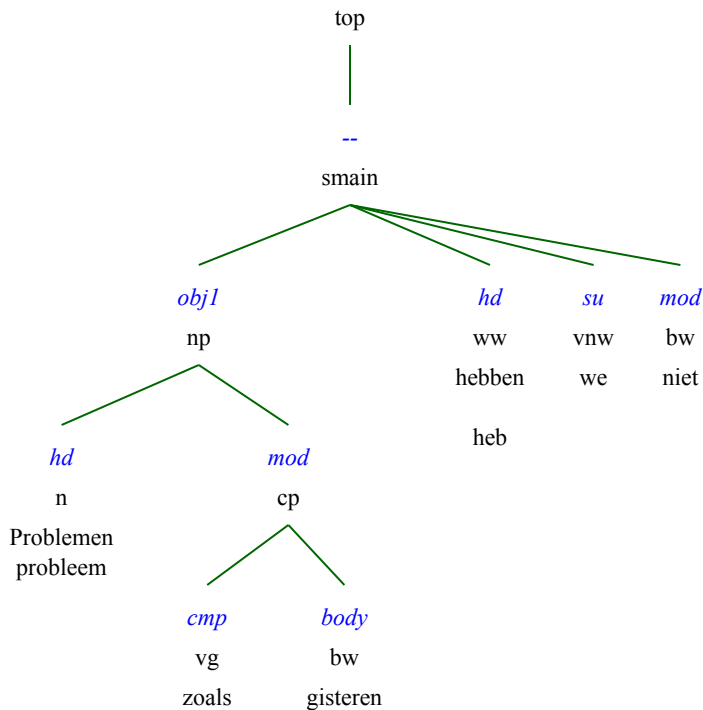 top
--
smain
obj1 hd su mod
np ww vnw bw
hebben we niet
heb
hd mod
n cp
Problemen
probleem
cmp body
vg bw
zoals gisteren